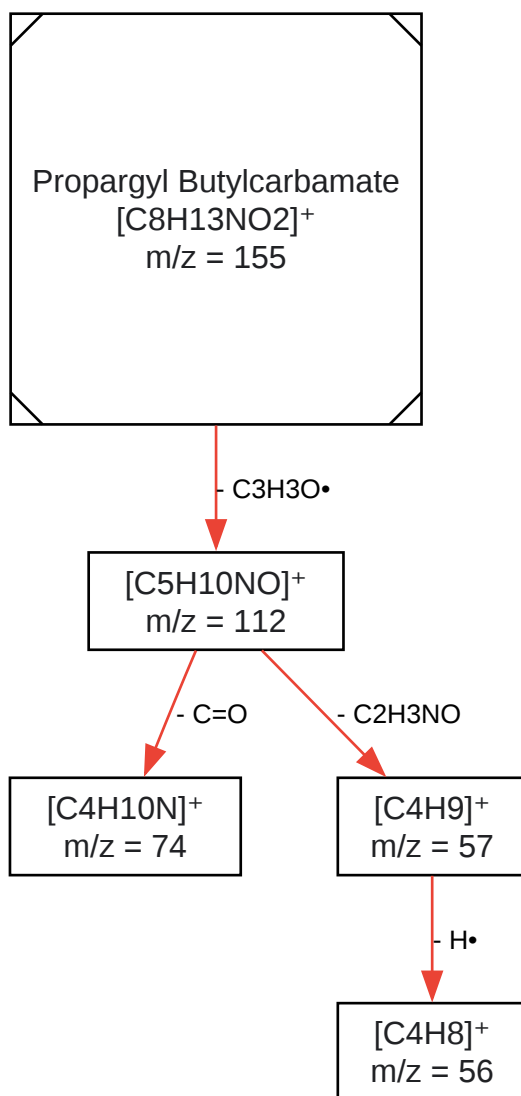 Propargyl Butylcarbamate
[C8H13NO2]⁺
m/z = 155
- C3H3O•
[C5H10NO]⁺
m/z = 112
- C=O
- C2H3NO
[C4H10N]⁺
m/z = 74
[C4H9]⁺
m/z = 57
- H•
[C4H8]⁺
m/z = 56